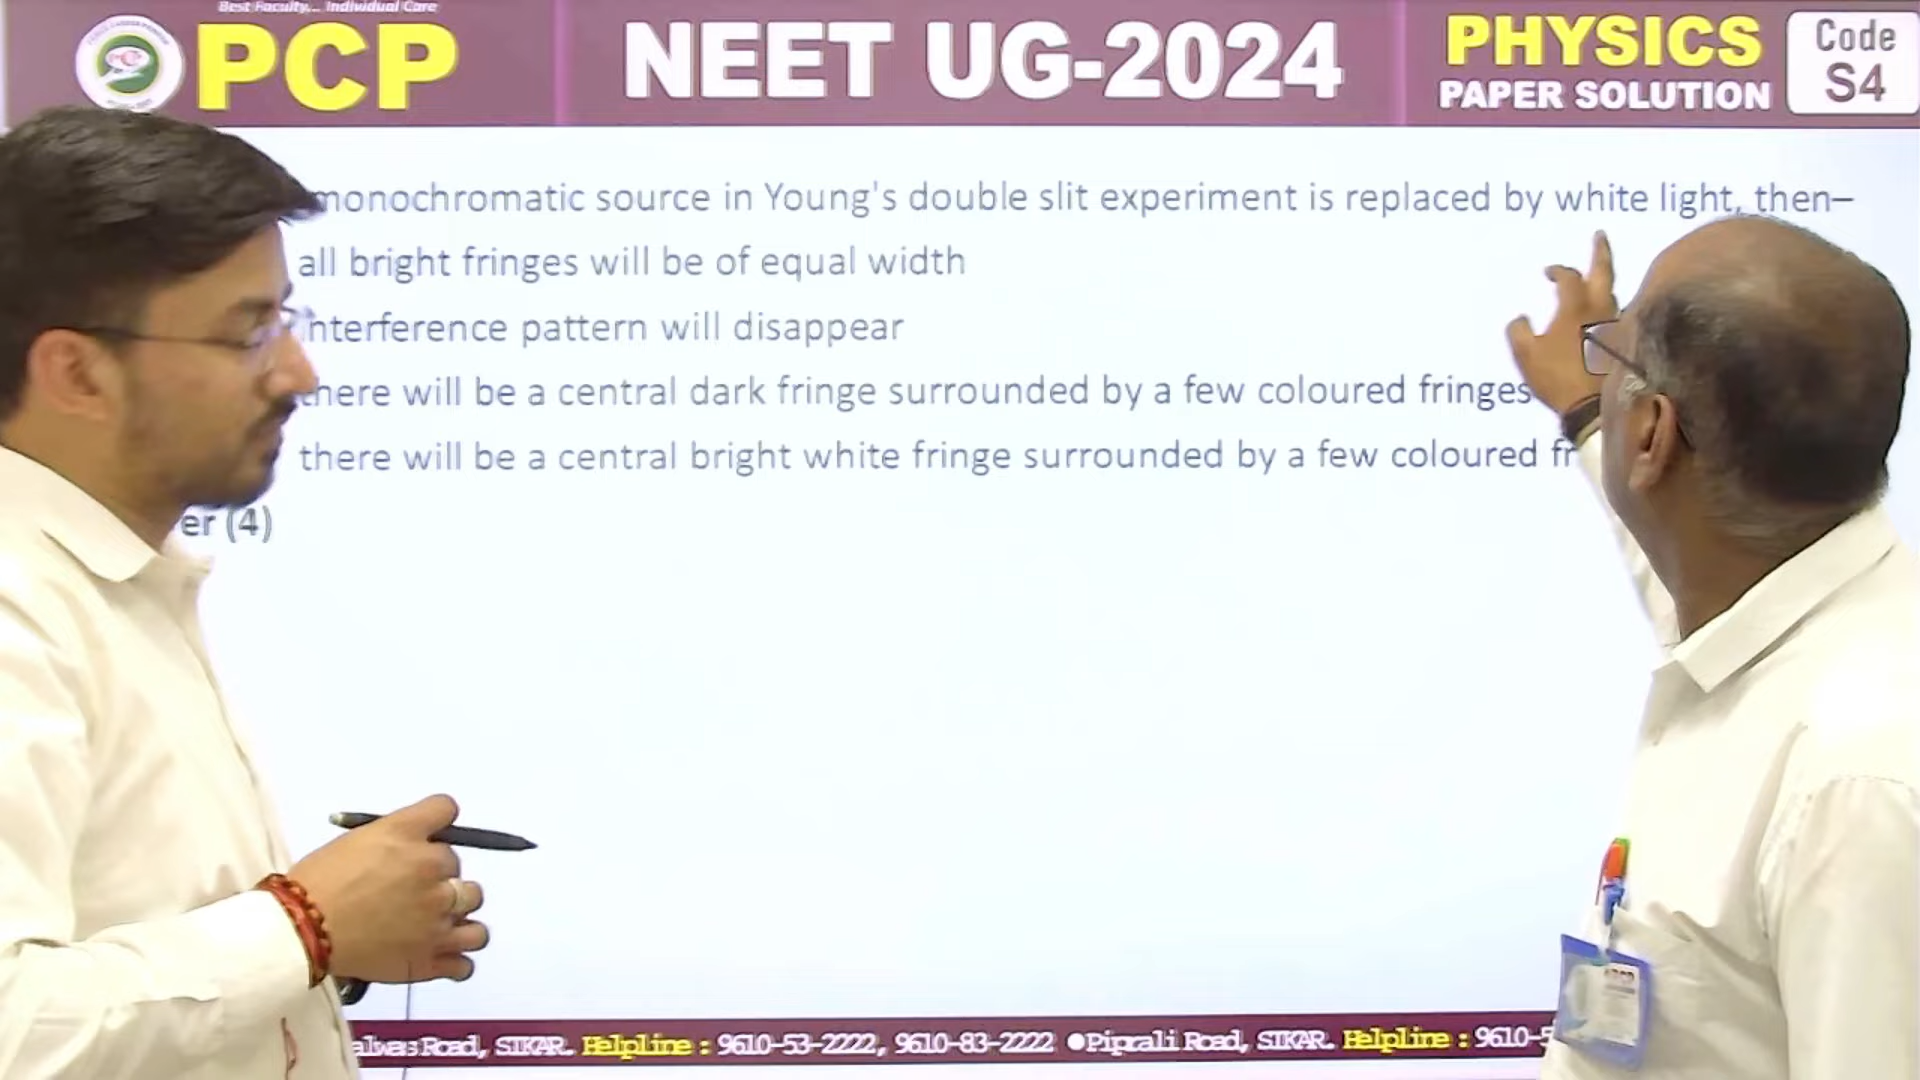 Best Faculty... Individual Care
PCP
NEET UG-2024
PHYSICS
PAPER SOLUTION
Code
S4
monochromatic source in Young's double slit experiment is replaced by white light, then–
all bright fringes will be of equal width
interference pattern will disappear
there will be a central dark fringe surrounded by a few coloured fringes
there will be a central bright white fringe surrounded by a few coloured fr
er (4)
Road, SIKAR. Helpline : 9610-53-2222, 9610-83-2222 ●Piprali Road, SIKAR. Helpline : 9610-5